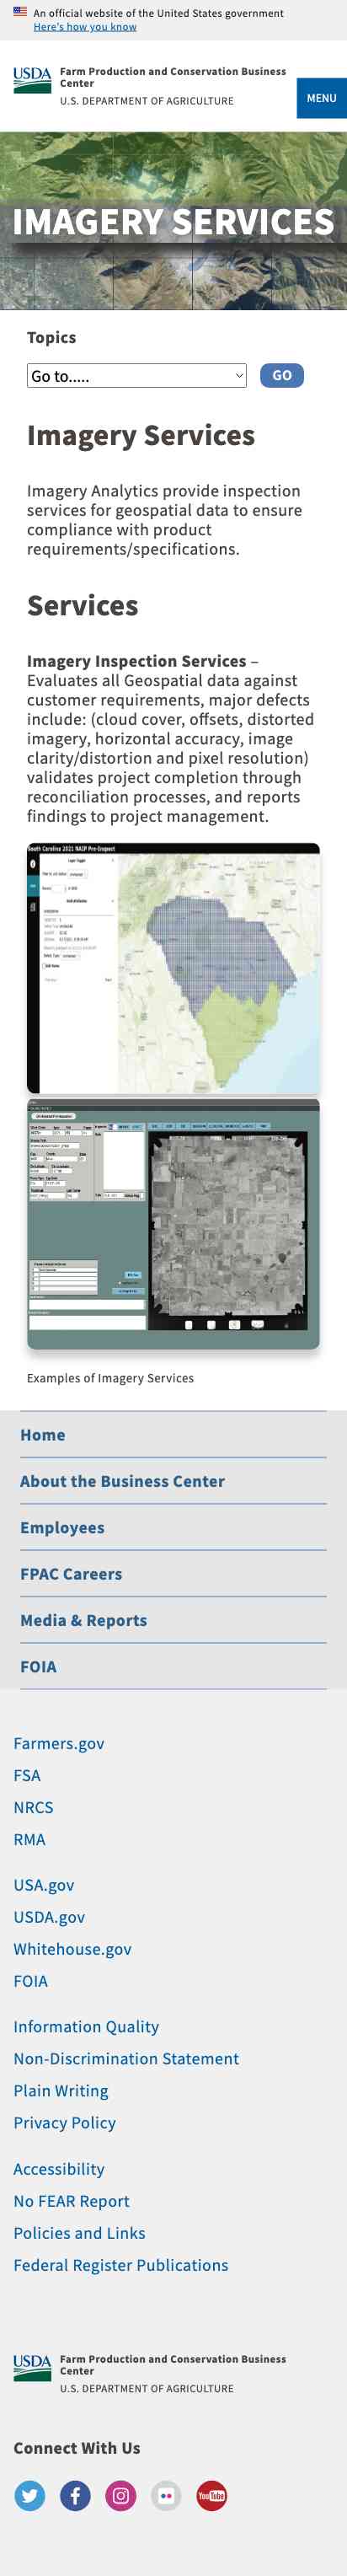 An official website of the United States government
Here's how you know
USDA
Farm Production and Conservation Business
Center
U.S. DEPARTMENT OF AGRICULTURE
MENU
IMAGERY SERVICES
Topics
Go to.....
GO
Imagery Services
Imagery Analytics provide inspection
services for geospatial data to ensure
compliance with product
requirements/specifications.
Services
Imagery Inspection Services –
Evaluates all Geospatial data against
customer requirements, major defects
include: (cloud cover, offsets, distorted
imagery, horizontal accuracy, image
clarity/distortion and pixel resolution)
validates project completion through
reconciliation processes, and reports
findings to project management.
South Carolina 2021 NAIP Pre-Inspect
Layer Toggle
Examples of Imagery Services
Home
About the Business Center
Employees
FPAC Careers
Media & Reports
FOIA
Farmers.gov
FSA
NRCS
RMA
USA.gov
USDA.gov
Whitehouse.gov
FOIA
Information Quality
Non-Discrimination Statement
Plain Writing
Privacy Policy
Accessibility
No FEAR Report
Policies and Links
Federal Register Publications
USDA
Farm Production and Conservation Business
Center
U.S. DEPARTMENT OF AGRICULTURE
Connect With Us
YouTube